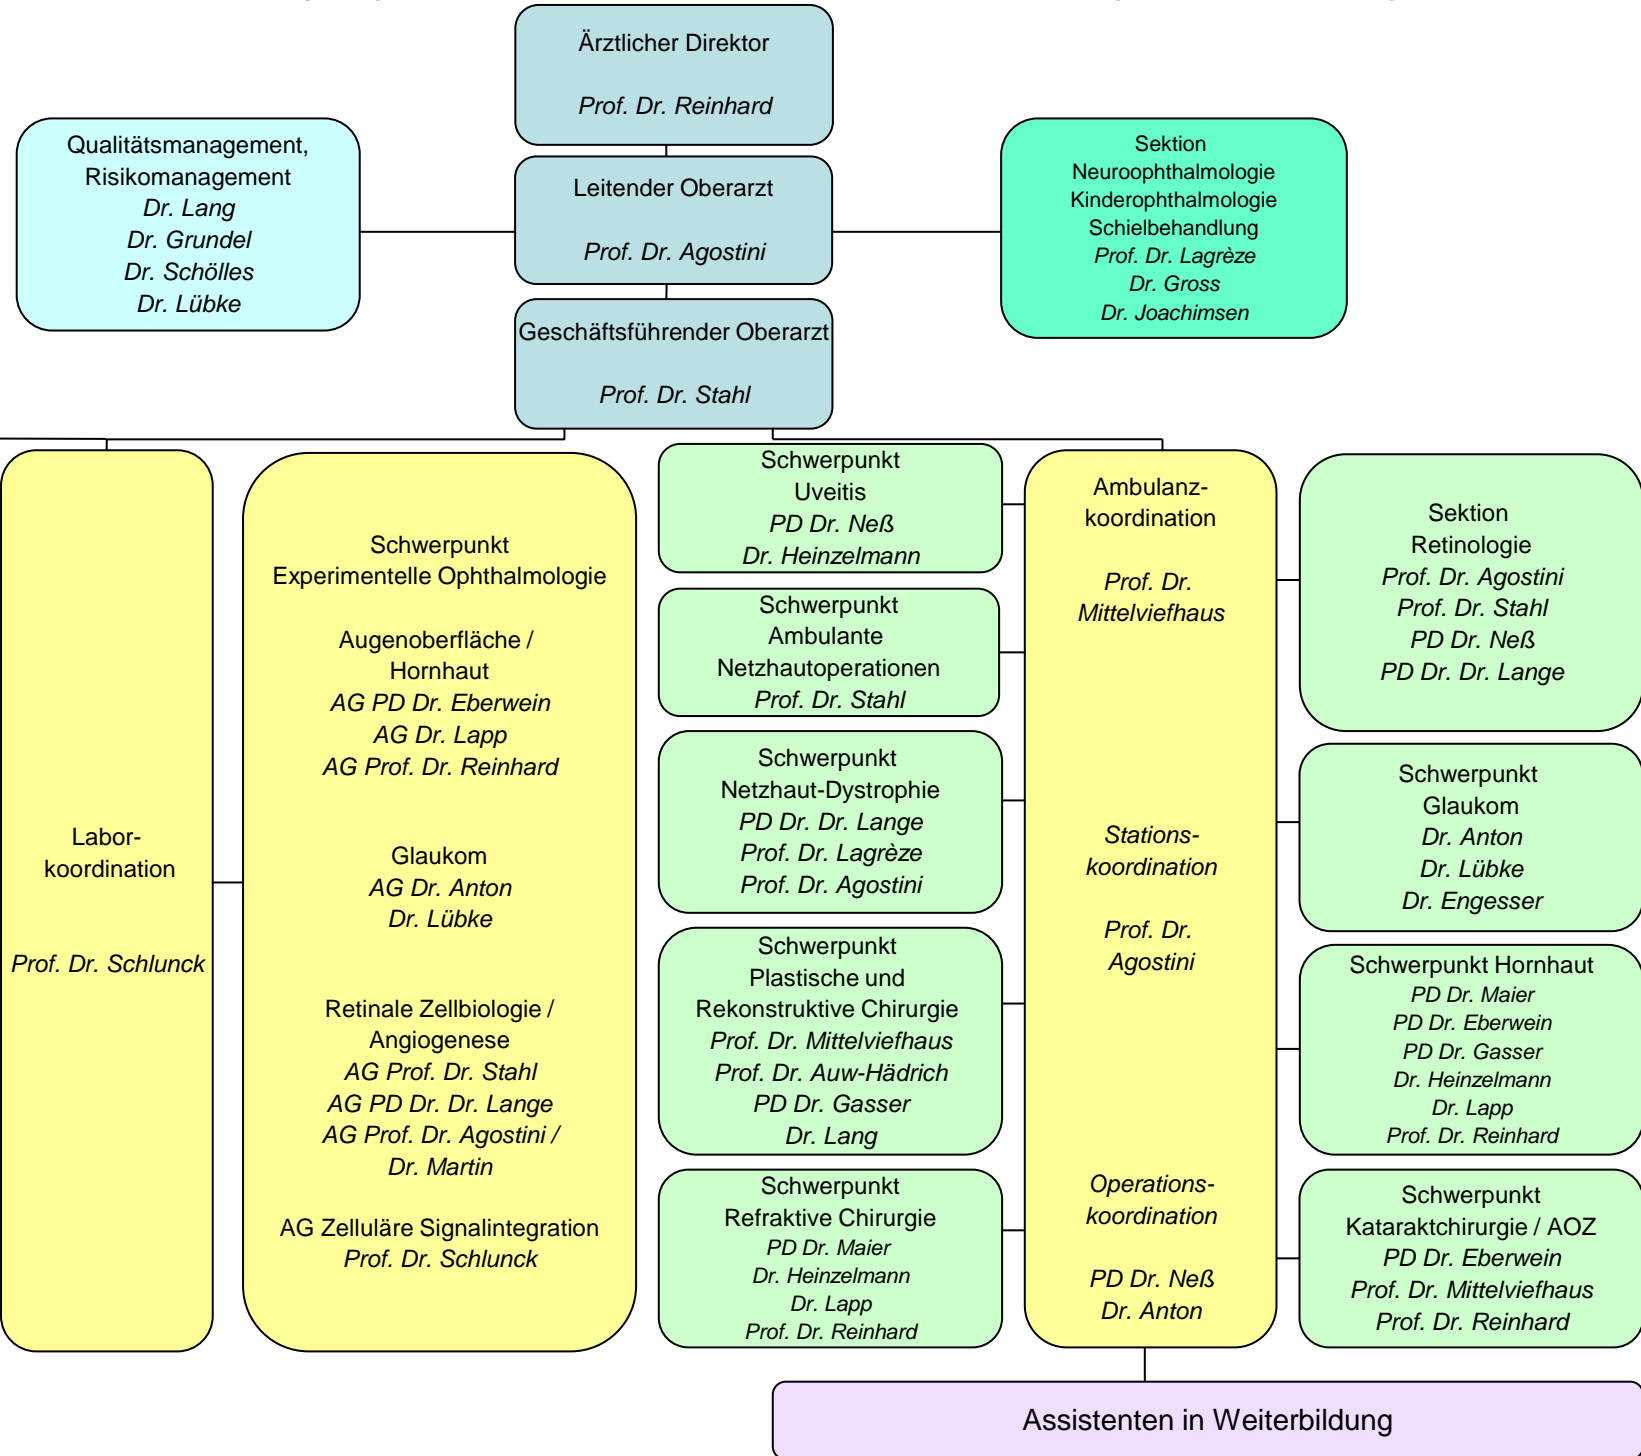 Ärztlicher Direktor
Prof. Dr. Reinhard
Qualitätsmanagement,
Risikomanagement
Dr. Lang
Dr. Grundel
Dr. Schölles
Dr. Lübke
Leitender Oberarzt
Prof. Dr. Agostini
Sektion
Neuroophthalmologie
Kinderophthalmologie
Schielbehandlung
Prof. Dr. Lagrèze
Dr. Gross
Dr. Joachimsen
Geschäftsführender Oberarzt
Prof. Dr. Stahl
Labor-
koordination
Prof. Dr. Schlunck
Schwerpunkt
Experimentelle Ophthalmologie
Augenoberfläche /
Hornhaut
AG PD Dr. Eberwein
AG Dr. Lapp
AG Prof. Dr. Reinhard
Glaukom
AG Dr. Anton
Dr. Lübke
Retinale Zellbiologie /
Angiogenese
AG Prof. Dr. Stahl
AG PD Dr. Dr. Lange
AG Prof. Dr. Agostini /
Dr. Martin
AG Zelluläre Signalintegration
Prof. Dr. Schlunck
Schwerpunkt
Uveitis
PD Dr. Neß
Dr. Heinzelmann
Schwerpunkt
Ambulante
Netzhautoperationen
Prof. Dr. Stahl
Schwerpunkt
Netzhaut-Dystrophie
PD Dr. Dr. Lange
Prof. Dr. Lagrèze
Prof. Dr. Agostini
Schwerpunkt
Plastische und
Rekonstruktive Chirurgie
Prof. Dr. Mittelviefhaus
Prof. Dr. Auw-Hädrich
PD Dr. Gasser
Dr. Lang
Schwerpunkt
Refraktive Chirurgie
PD Dr. Maier
Dr. Heinzelmann
Dr. Lapp
Prof. Dr. Reinhard
Ambulanz-
koordination
Prof. Dr.
Mittelviefhaus
Stations-
koordination
Prof. Dr.
Agostini
Operations-
koordination
PD Dr. Neß
Dr. Anton
Sektion
Retinologie
Prof. Dr. Agostini
Prof. Dr. Stahl
PD Dr. Neß
PD Dr. Dr. Lange
Schwerpunkt
Glaukom
Dr. Anton
Dr. Lübke
Dr. Engesser
Schwerpunkt Hornhaut
PD Dr. Maier
PD Dr. Eberwein
PD Dr. Gasser
Dr. Heinzelmann
Dr. Lapp
Prof. Dr. Reinhard
Schwerpunkt
Kataraktchirurgie / AOZ
PD Dr. Eberwein
Prof. Dr. Mittelviefhaus
Prof. Dr. Reinhard
Assistenten in Weiterbildung